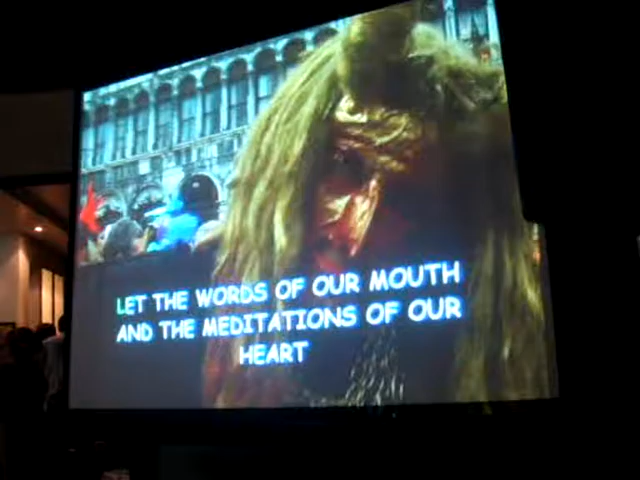 LET THE WORDS OF OUR MOUTH
AND THE MEDITATIONS OF OUR
HEART